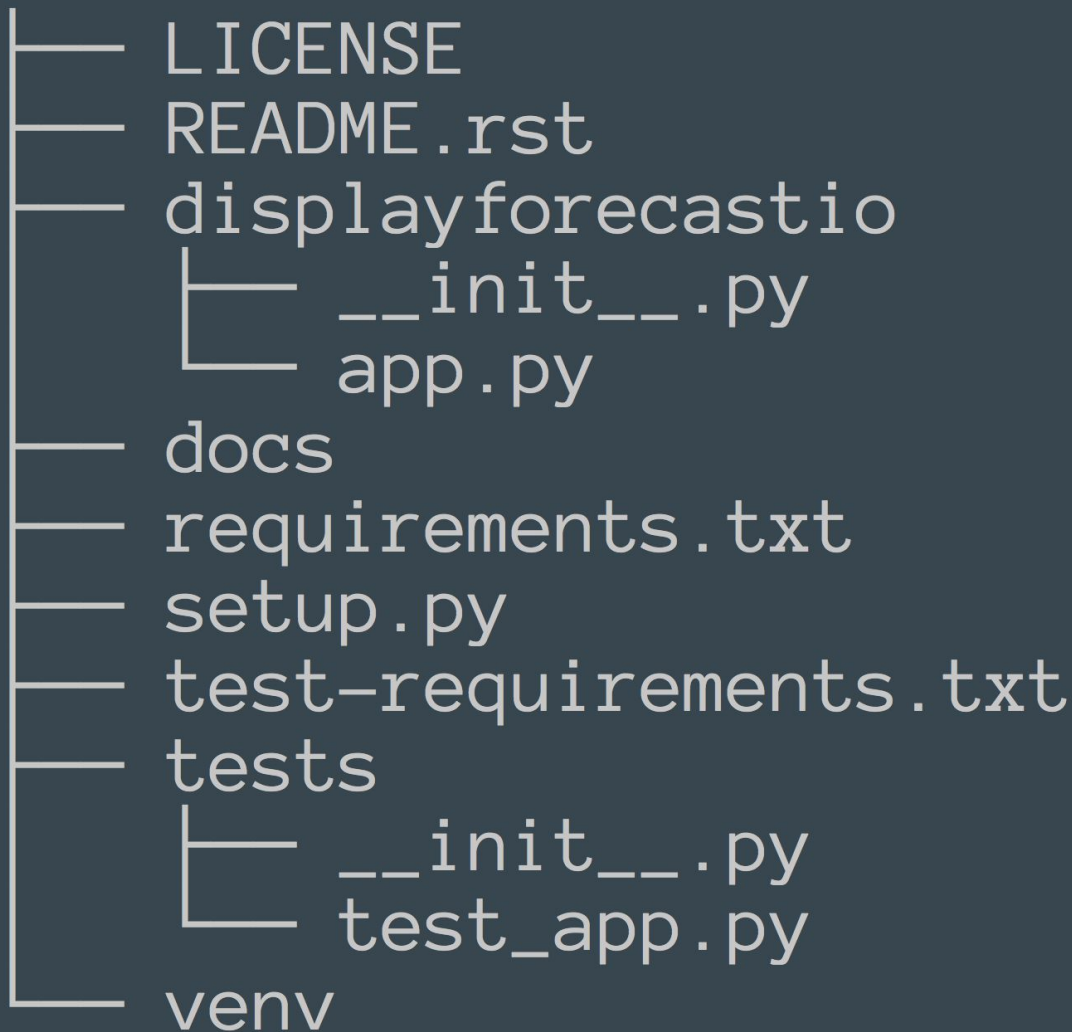 LICENSE
README.rst
displayforecastio
__init__.py
app.py
docs
requirements.txt
setup.py
test-requirements.txt
tests
__init__.py
test_app.py
venv